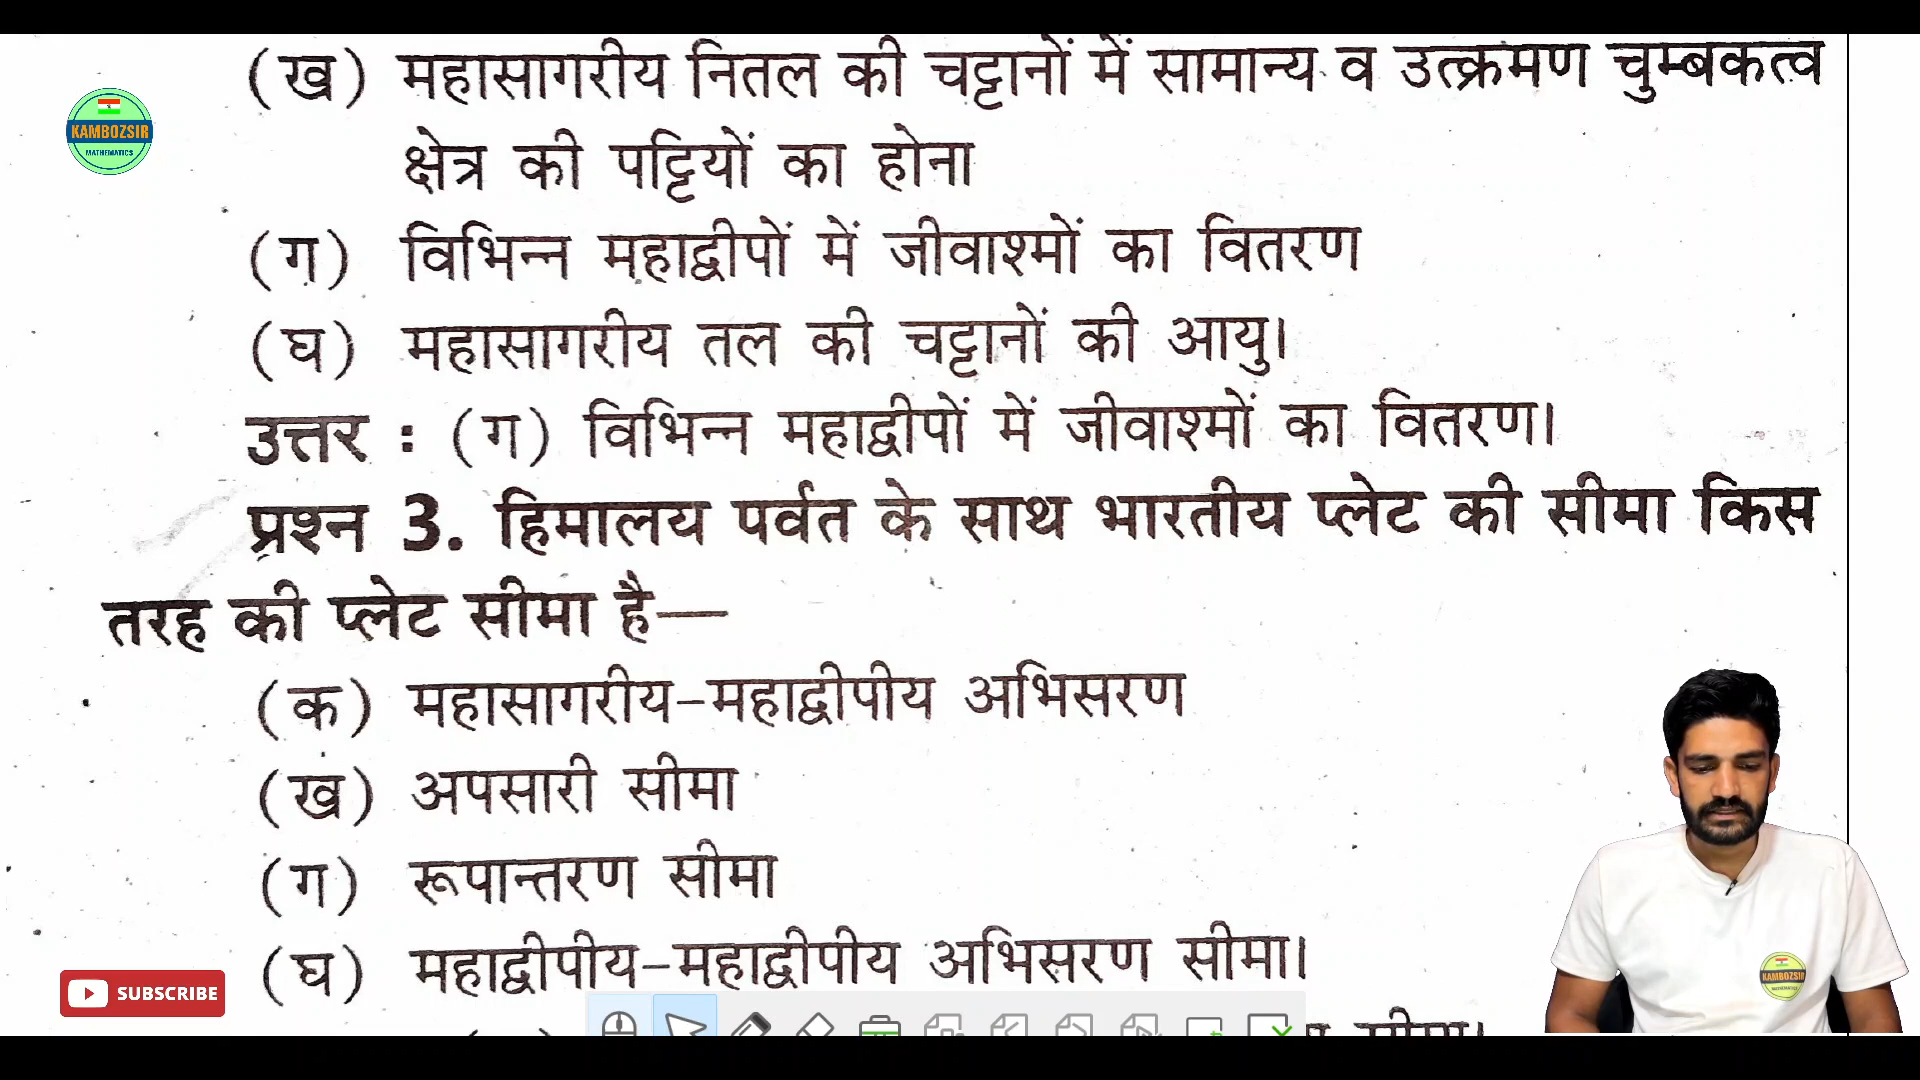 (ख) महासागरीय नितल की चट्टानों में सामान्य व उत्क्रमण चुम्बकत्व
क्षेत्र की पट्टियों का होना
KAMBOZSIR
MATHEMATICS
(ग) विभिन्न महाद्वीपों में जीवाश्मों का वितरण
(घ) महासागरीय तल की चट्टानों की आयु।
उत्तर : (ग) विभिन्न महाद्वीपों में जीवाश्मों का वितरण।
प्रश्न 3. हिमालय पर्वत के साथ भारतीय प्लेट की सीमा किस
तरह की प्लेट सीमा है—
(क) महासागरीय-महाद्वीपीय अभिसरण
(ख) अपसारी सीमा
(ग) रूपान्तरण सीमा
(घ) महाद्वीपीय-महाद्वीपीय अभिसरण सीमा।
KAMBOZSIR
SUBSCRIBE